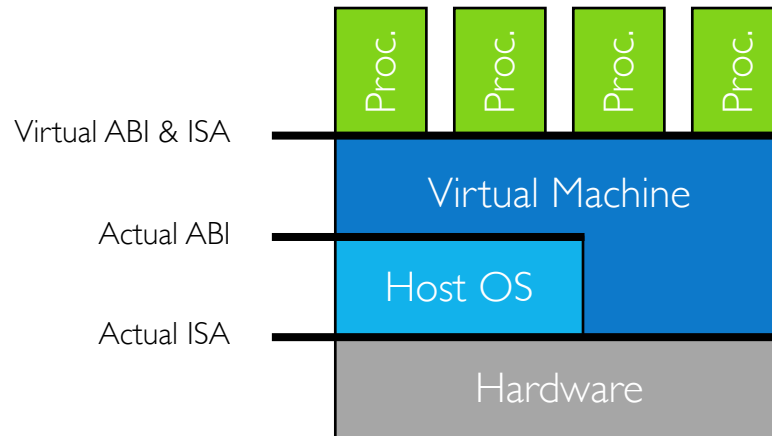 Proc.
Proc.
Proc.
Proc.
Virtual ABI & ISA
Virtual Machine
Actual ABI
Host OS
Actual ISA
Hardware